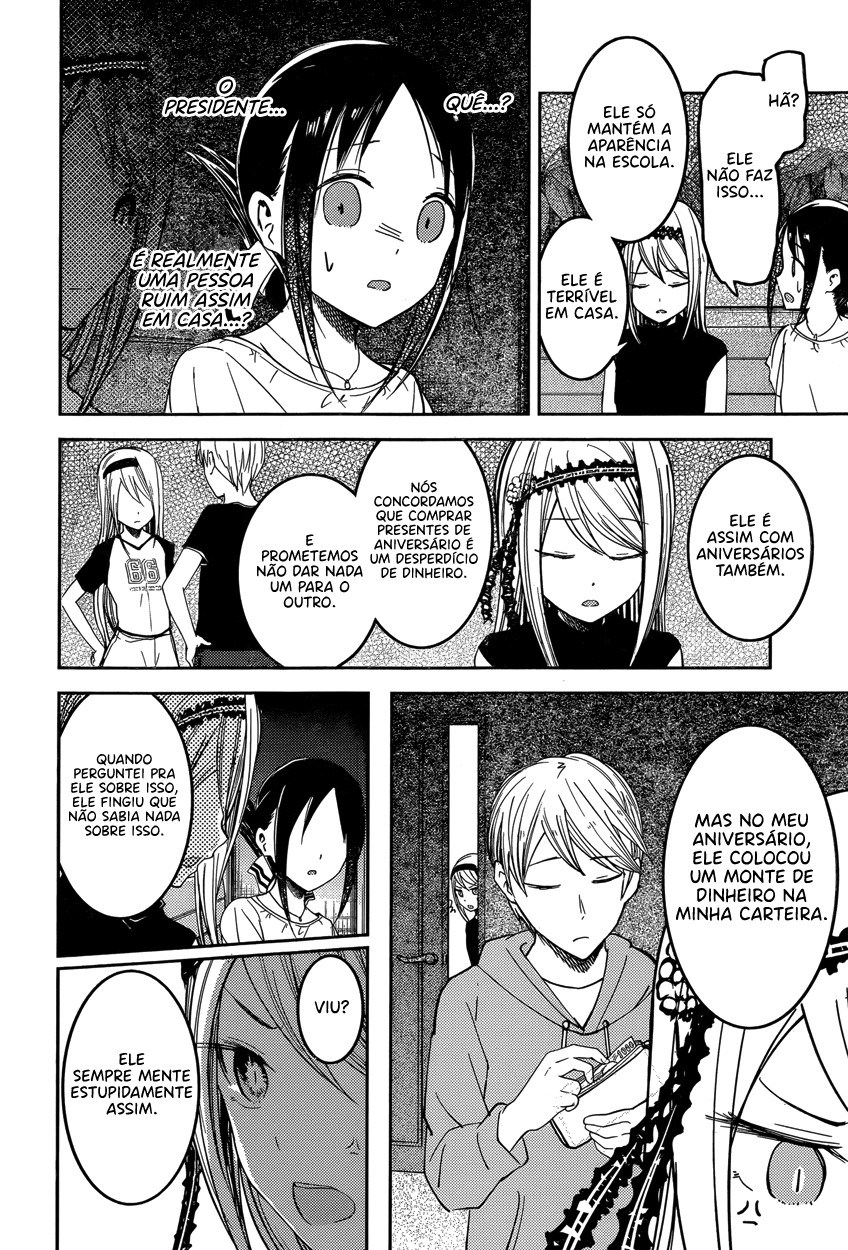 HÃ?
ELE
NÃO FAZ
ISSO...
ELE SÓ
MANTÉM A
APARÊNCIA
NA ESCOLA.
ELE É
TERRÍVEL
EM CASA.
QUÊ...?
O
PRESIDENTE...
É REALMENTE
UMA PESSOA
RUIM ASSIM
EM CASA...?
ELE É
ASSIM COM
ANIVERSÁRIOS
TAMBÉM.
NÓS
CONCORDAMOS
QUE COMPRAR
PRESENTES DE
ANIVERSÁRIO É
UM DESPERDÍCIO
DE DINHEIRO.
E
PROMETEMOS
NÃO DAR NADA
UM PARA O
OUTRO.
66
MAS NO MEU
ANIVERSÁRIO,
ELE COLOCOU
UM MONTE DE
DINHEIRO NA
MINHA CARTEIRA.
QUANDO
PERGUNTEI PRA
ELE SOBRE ISSO,
ELE FINGIU QUE
NÃO SABIA NADA
SOBRE ISSO.
VIU?
ELE
SEMPRE MENTE
ESTUPIDAMENTE
ASSIM.